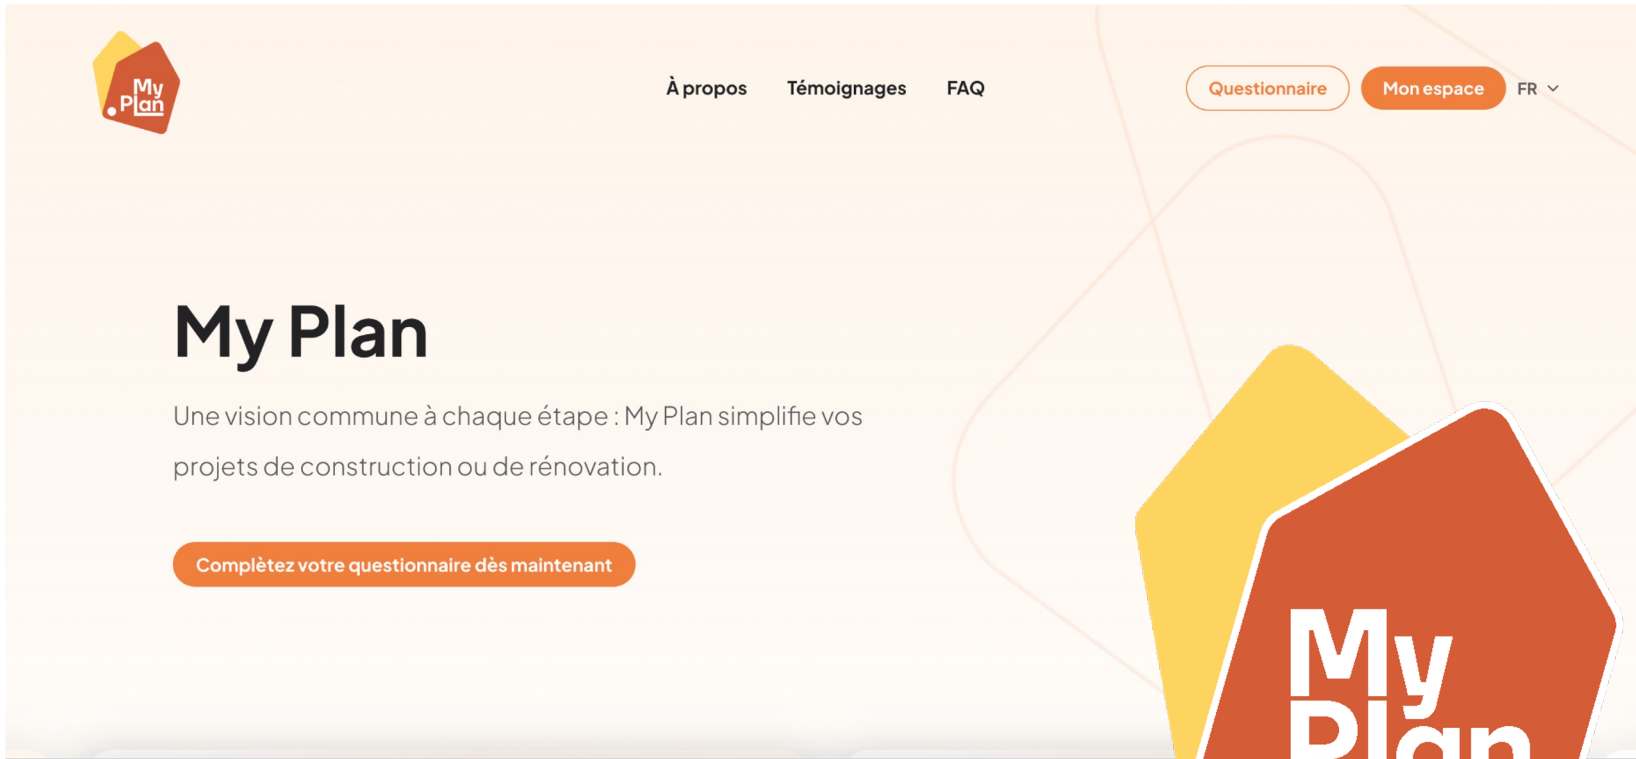 My
.Plan
À propos
Témoignages
FAQ
Questionnaire
Mon espace
FR
My Plan
Une vision commune à chaque étape : My Plan simplifie vos
projets de construction ou de rénovation.
Complètez votre questionnaire dès maintenant
My
Plan